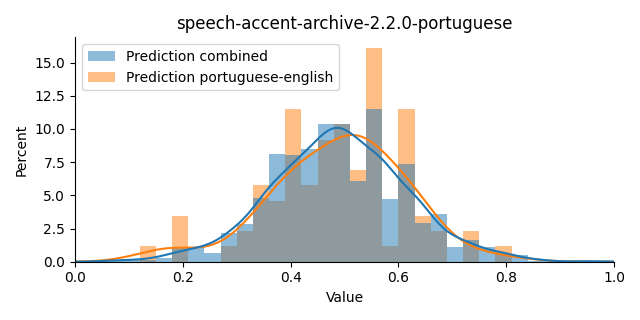 speech-accent-archive-2.2.0-portuguese
Prediction combined
Prediction portuguese-english
Percent
15.0
12.5
10.0
7.5
5.0
2.5
0.0
0.0 0.2 0.4 0.6 0.8 1.0
Value